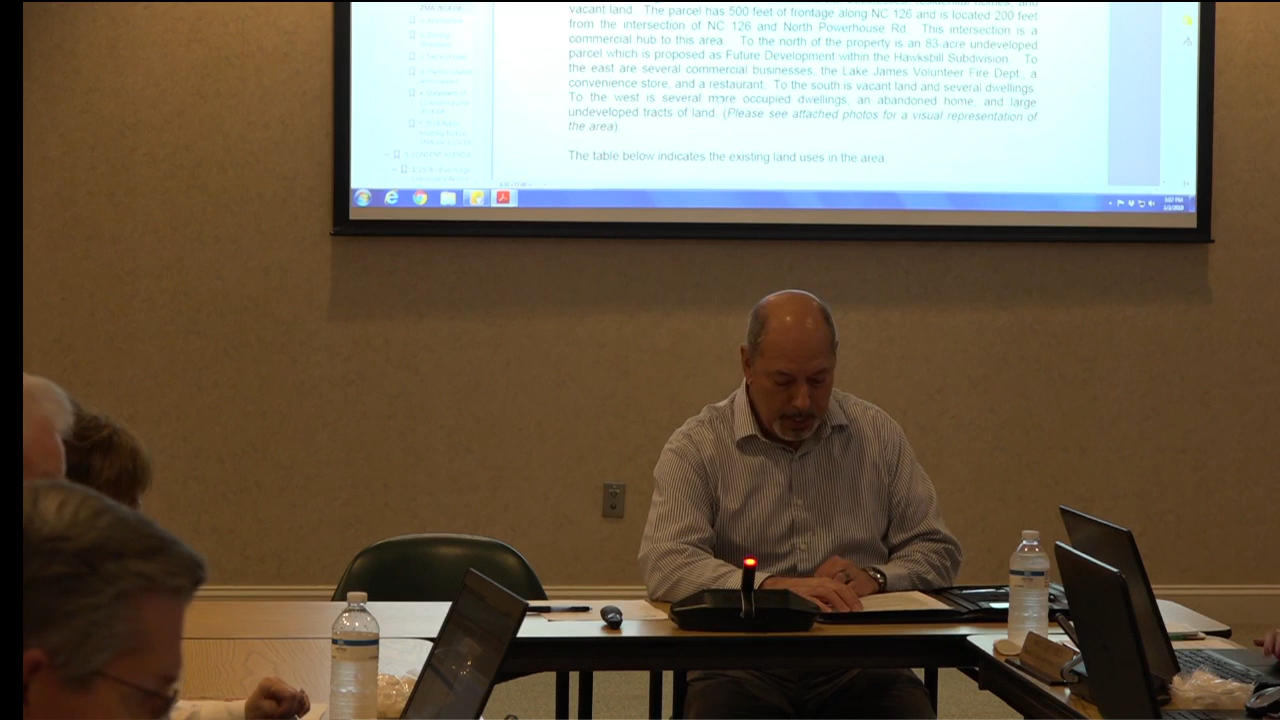 residential homes, and
vacant land. The parcel has 500 feet of frontage along NC 126 and is located 200 feet
from the intersection of NC 126 and North Powerhouse Rd. This intersection is a
commercial hub to this area. To the north of the property is an 83-acre undeveloped
parcel which is proposed as Future Development within the Hawksbill Subdivision. To
the east are several commercial businesses, the Lake James Volunteer Fire Dept., a
convenience store, and a restaurant. To the south is vacant land and several dwellings.
To the west is several more occupied dwellings, an abandoned home, and large
undeveloped tracts of land. (Please see attached photos for a visual representation of
the area)
The table below indicates the existing land uses in the area